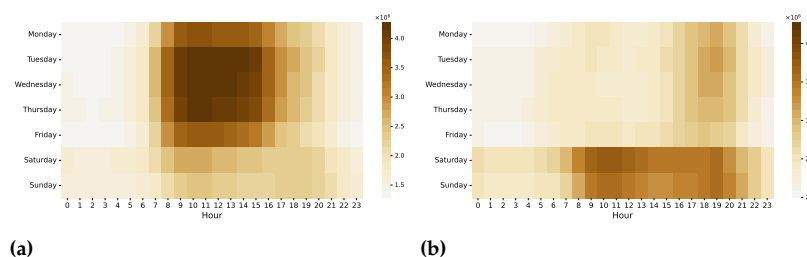 ×10⁶
Monday
Tuesday
Wednesday
Thursday
Friday
Saturday
Sunday
4.0
3.5
3.0
2.5
2.0
1.5
0 1 2 3 4 5 6 7 8 9 10 11 12 13 14 15 16 17 18 19 20 21 22 23
Hour
(a)
Monday
Tuesday
Wednesday
Thursday
Friday
Saturday
Sunday
0 1 2 3 4 5 6 7 8 9 10 11 12 13 14 15 16 17 18 19 20 21 22 23
Hour
(b)